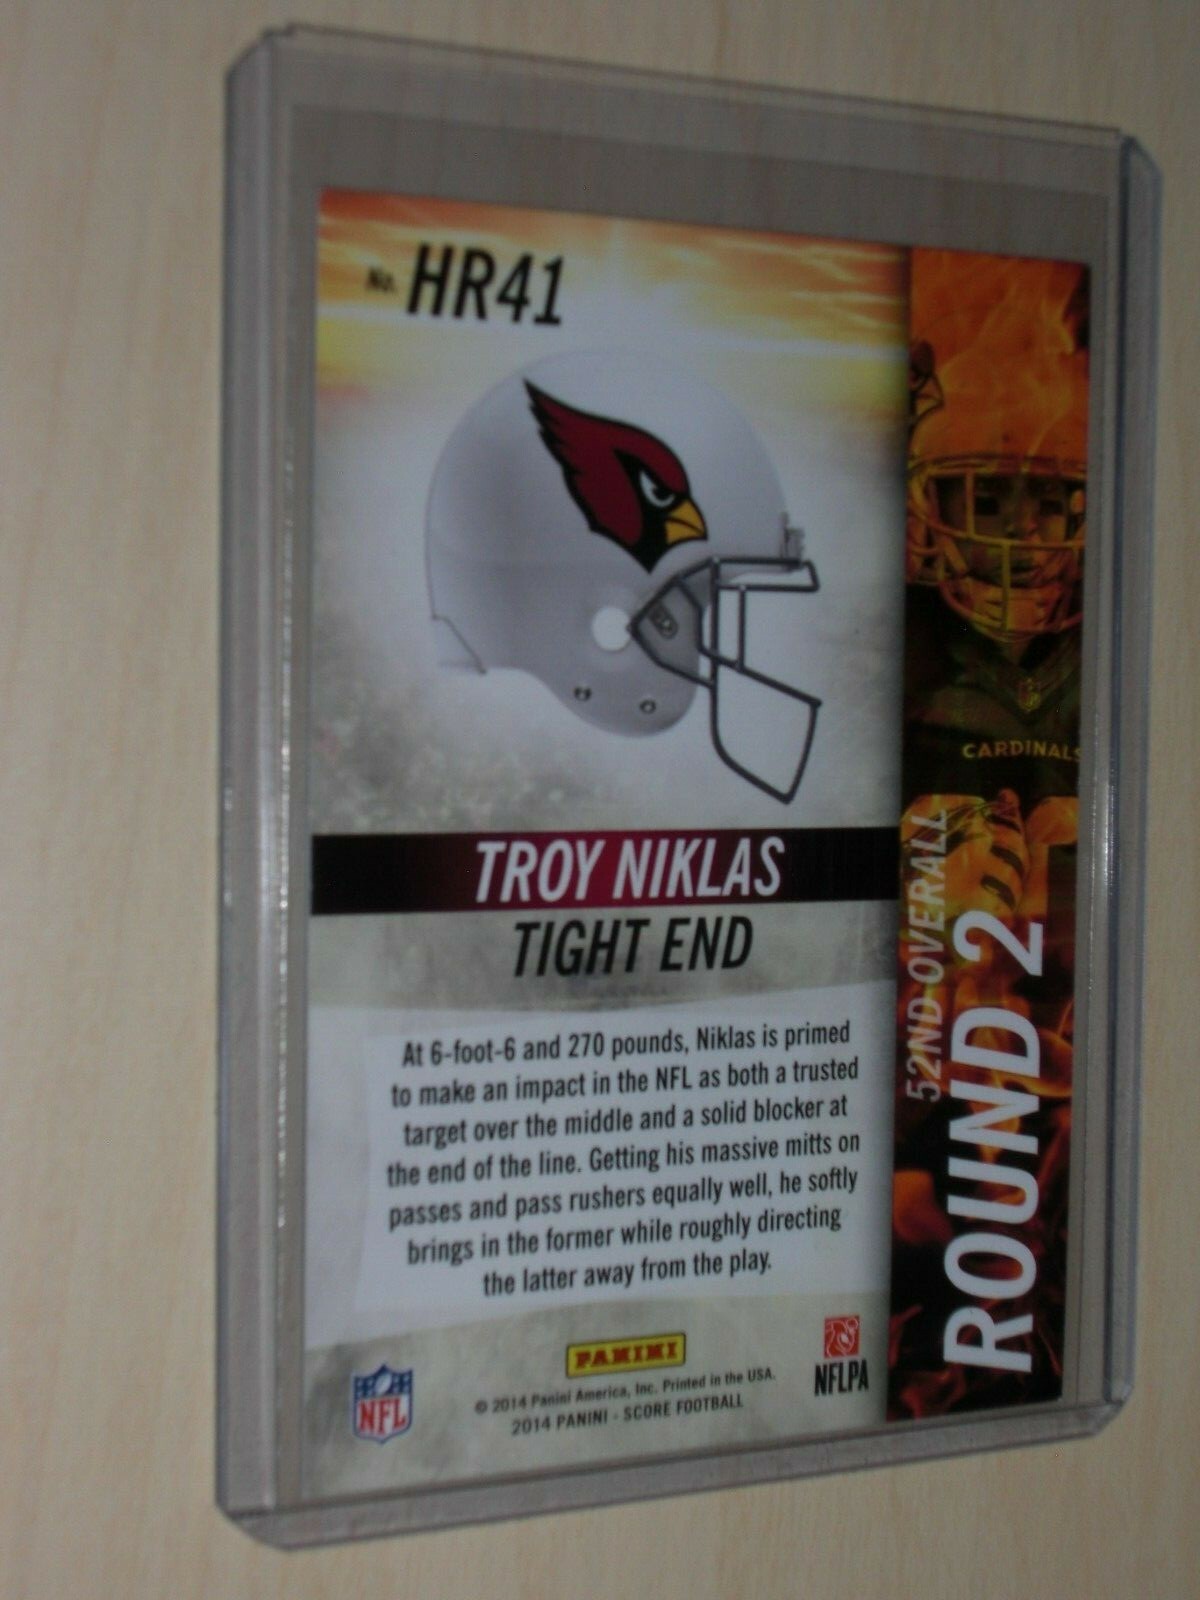 No. HR41
TROY NIKLAS
TIGHT END
At 6-foot-6 and 270 pounds, Niklas is primed
to make an impact in the NFL as both a trusted
target over the middle and a solid blocker at
the end of the line. Getting his massive mitts on
passes and pass rushers equally well, he softly
brings in the former while roughly directing
the latter away from the play.
NFL
PANINI
© 2014 Panini America, Inc. Printed in the USA.
2014 PANINI - SCORE FOOTBALL
NFLPA
CARDINALS
52ND OVERALL
ROUND 2